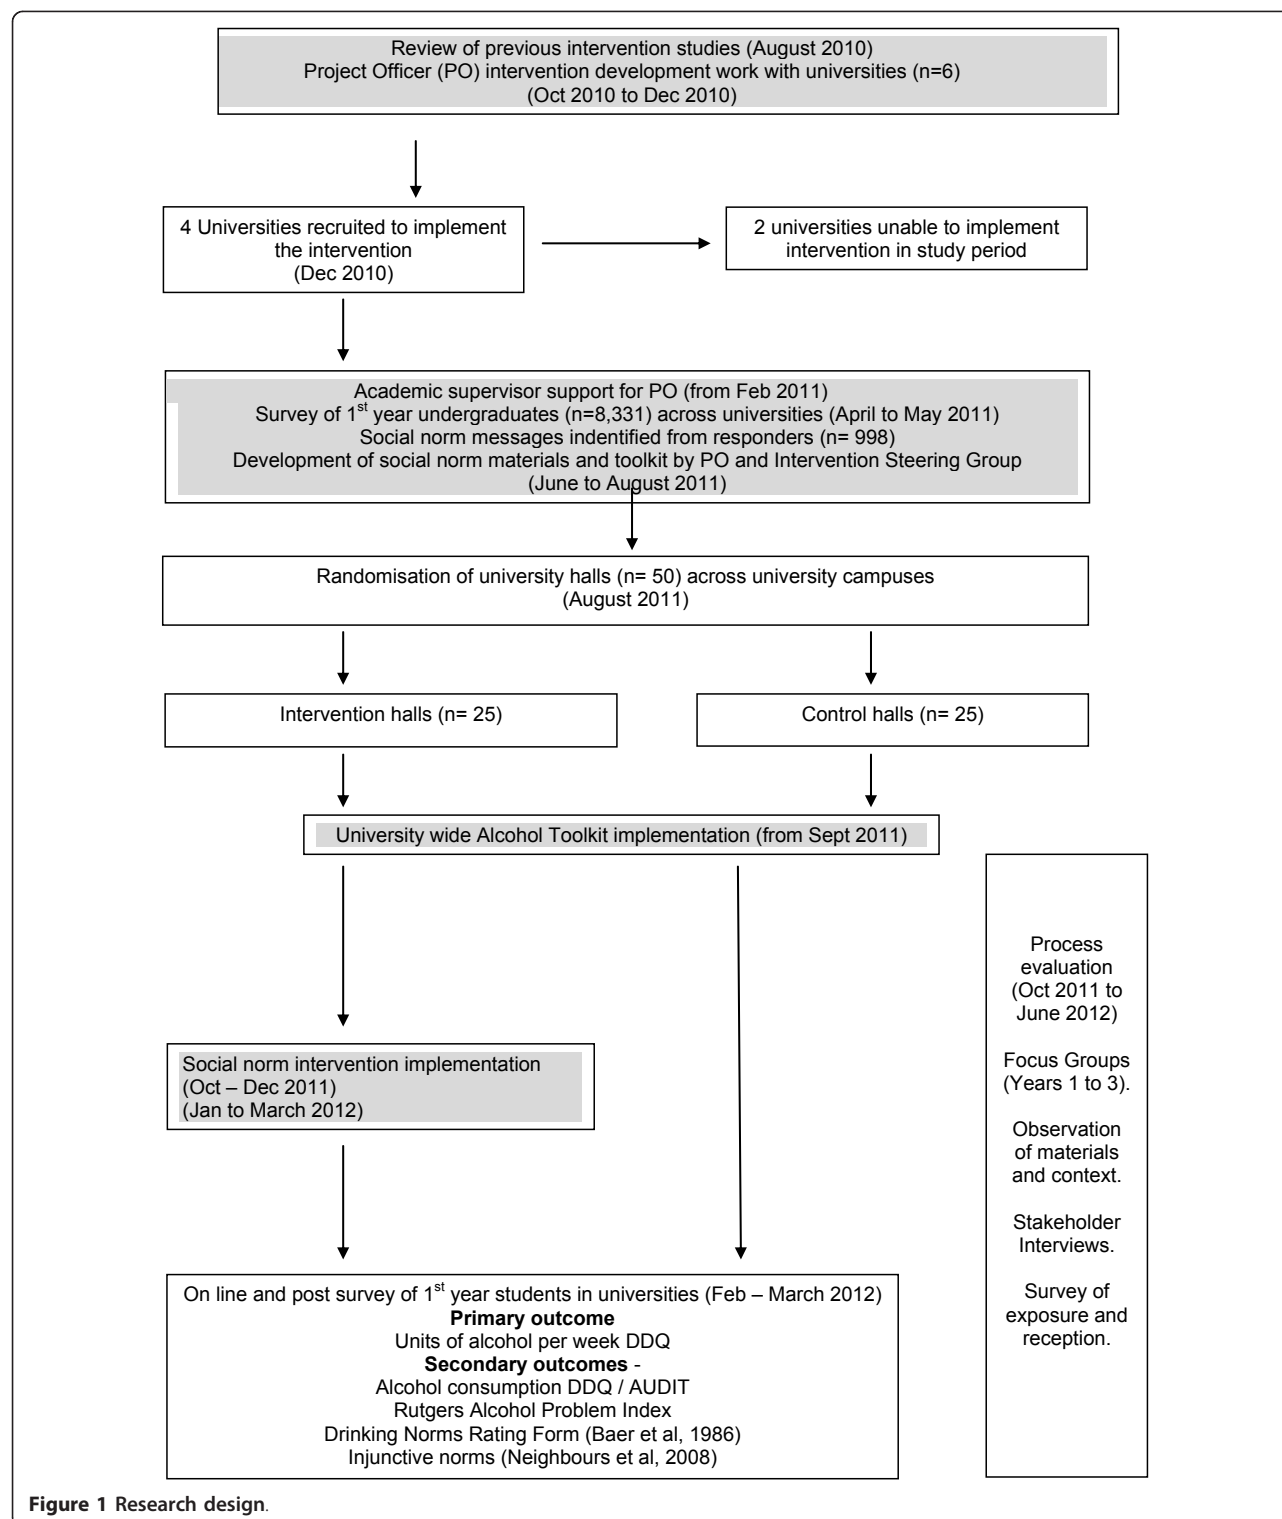 Review of previous intervention studies (August 2010)
Project Officer (PO) intervention development work with universities (n=6)
(Oct 2010 to Dec 2010)
4 Universities recruited to implement
the intervention
(Dec 2010)
2 universities unable to implement
intervention in study period
Academic supervisor support for PO (from Feb 2011)
Survey of 1st year undergraduates (n=8,331) across universities (April to May 2011)
Social norm messages indentified from responders (n= 998)
Development of social norm materials and toolkit by PO and Intervention Steering Group
(June to August 2011)
Randomisation of university halls (n= 50) across university campuses
(August 2011)
Intervention halls (n= 25)
Control halls (n= 25)
University wide Alcohol Toolkit implementation (from Sept 2011)
Social norm intervention implementation
(Oct – Dec 2011)
(Jan to March 2012)
Process
evaluation
(Oct 2011 to
June 2012)
Focus Groups
(Years 1 to 3).
Observation
of materials
and context.
Stakeholder
Interviews.
Survey of
exposure and
reception.
On line and post survey of 1st year students in universities (Feb – March 2012)
Primary outcome
Units of alcohol per week DDQ
Secondary outcomes -
Alcohol consumption DDQ / AUDIT
Rutgers Alcohol Problem Index
Drinking Norms Rating Form (Baer et al, 1986)
Injunctive norms (Neighbours et al, 2008)
Figure 1 Research design.